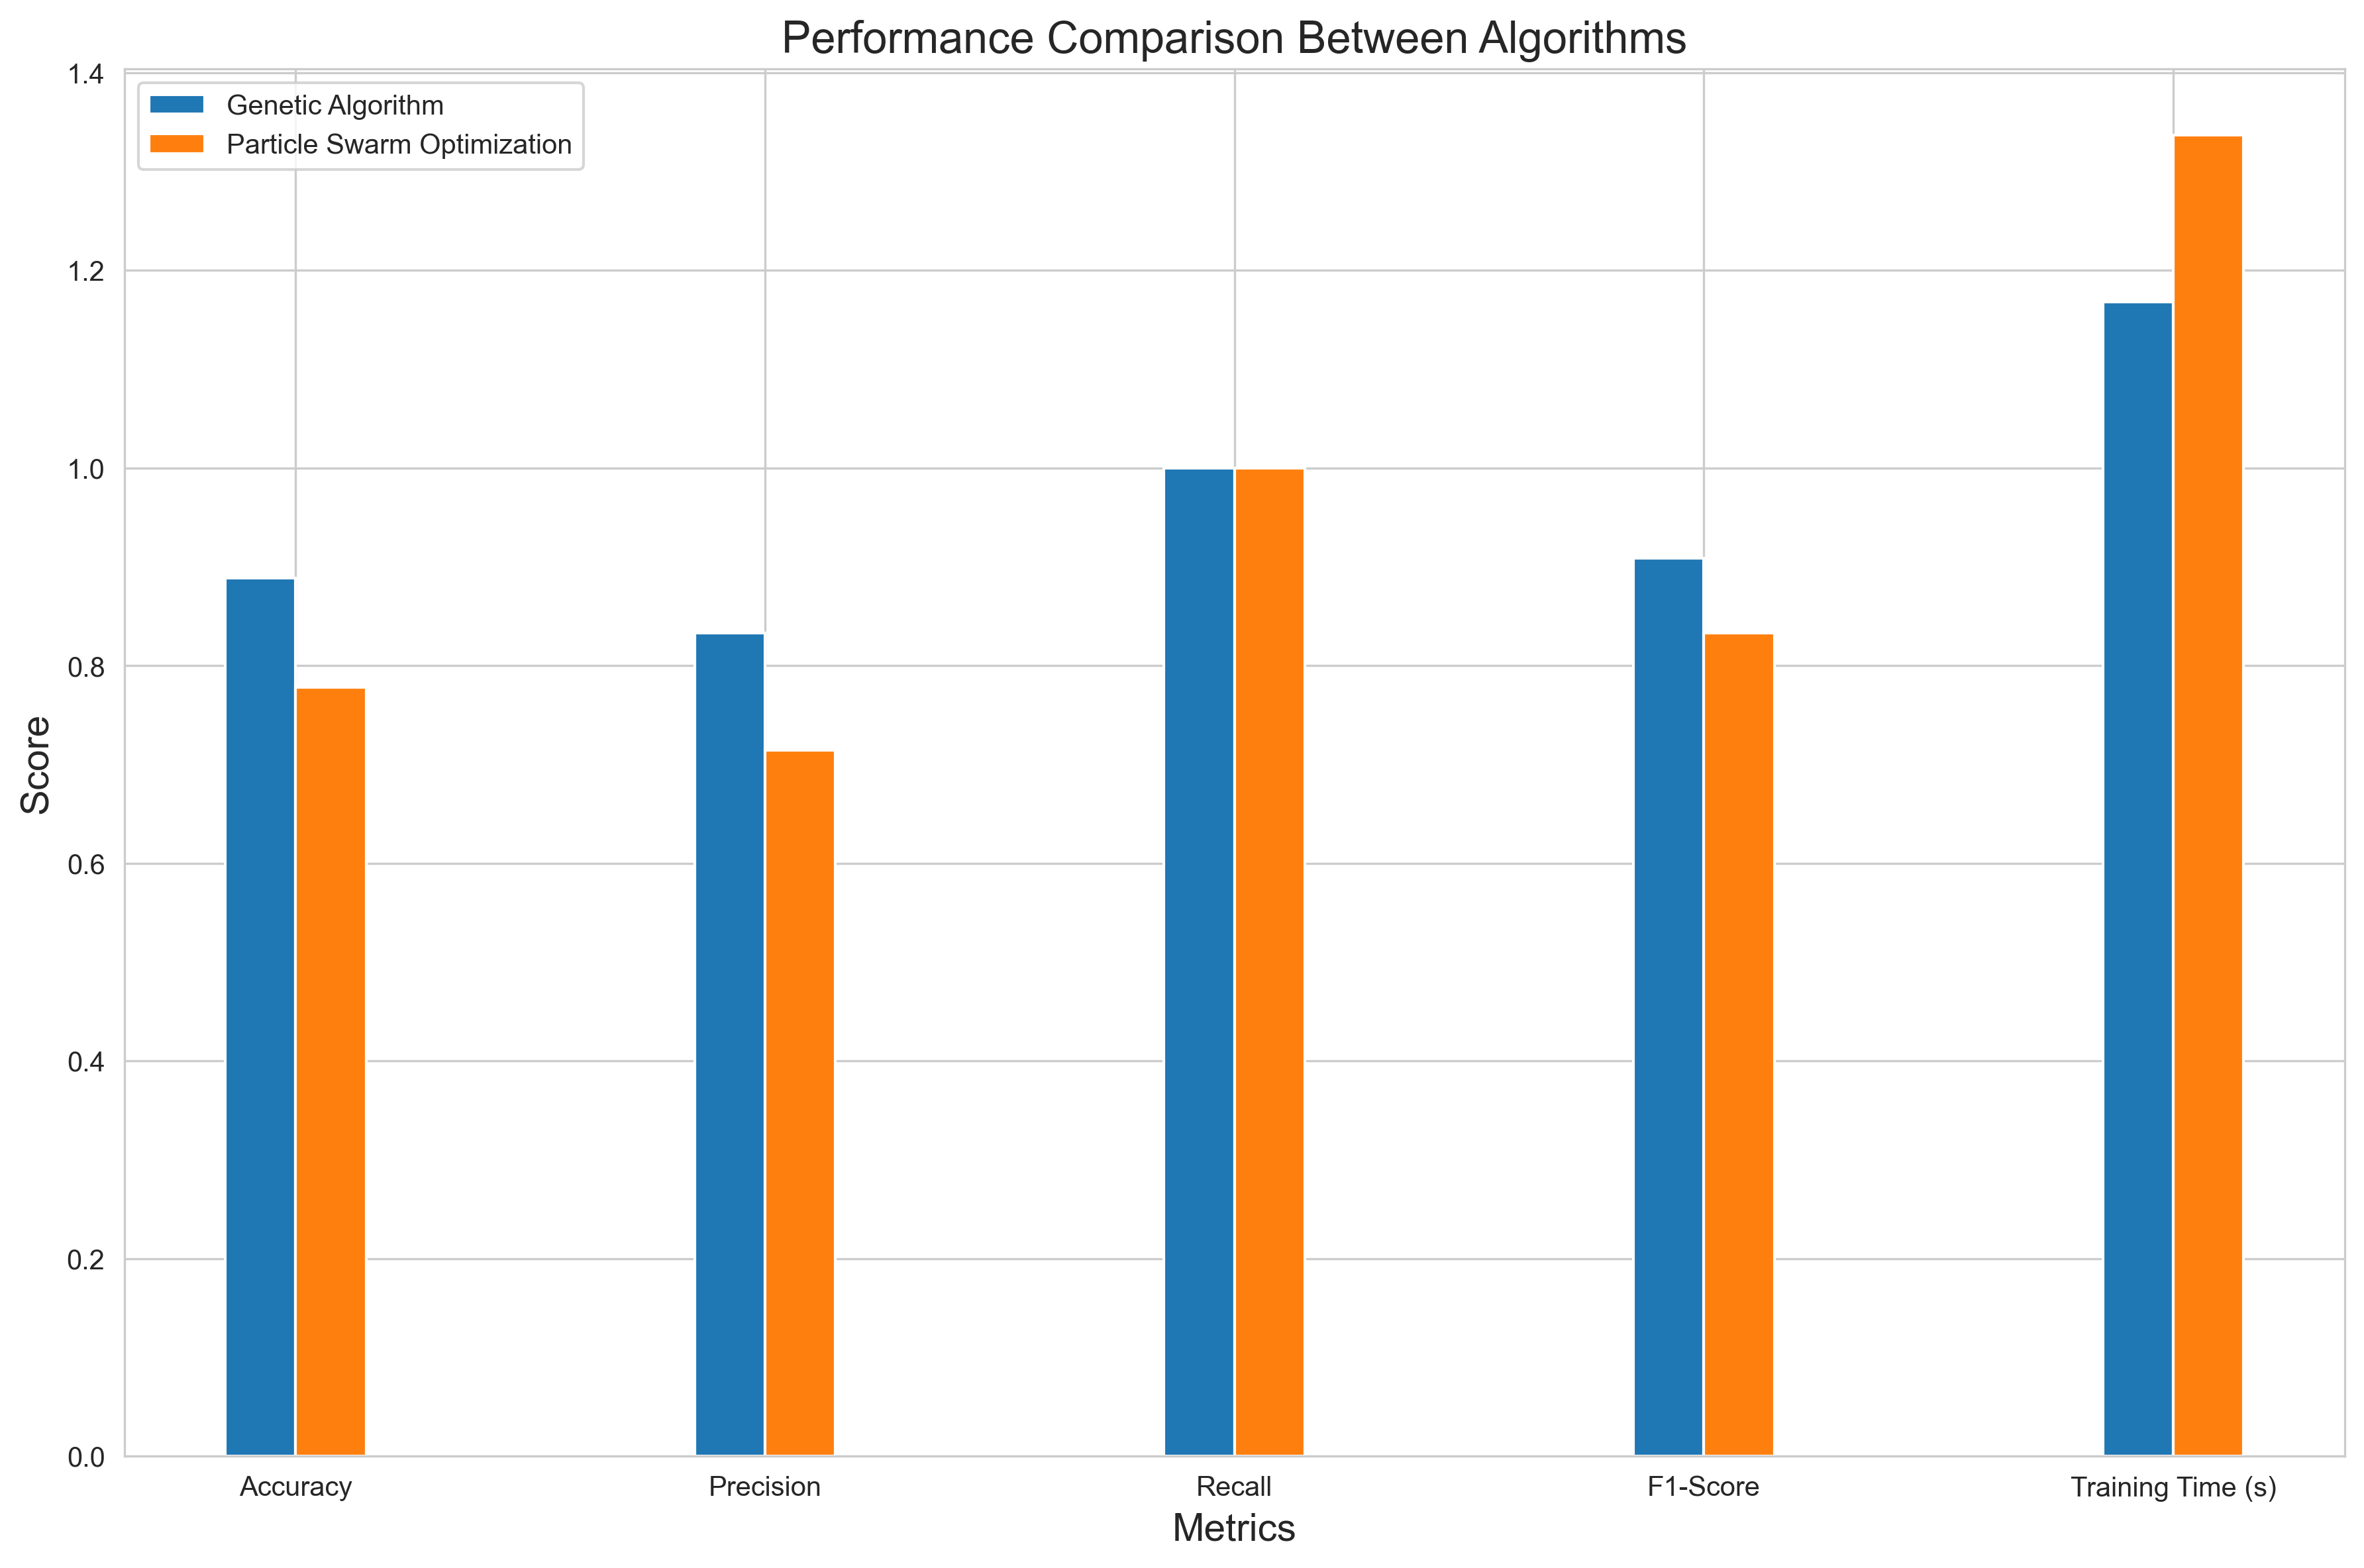 Performance Comparison Between Algorithms
Genetic Algorithm
Particle Swarm Optimization
1.4
1.2
1.0
0.8
0.6
0.4
0.2
0.0
Score
Accuracy
Precision
Recall
F1-Score
Training Time (s)
Metrics